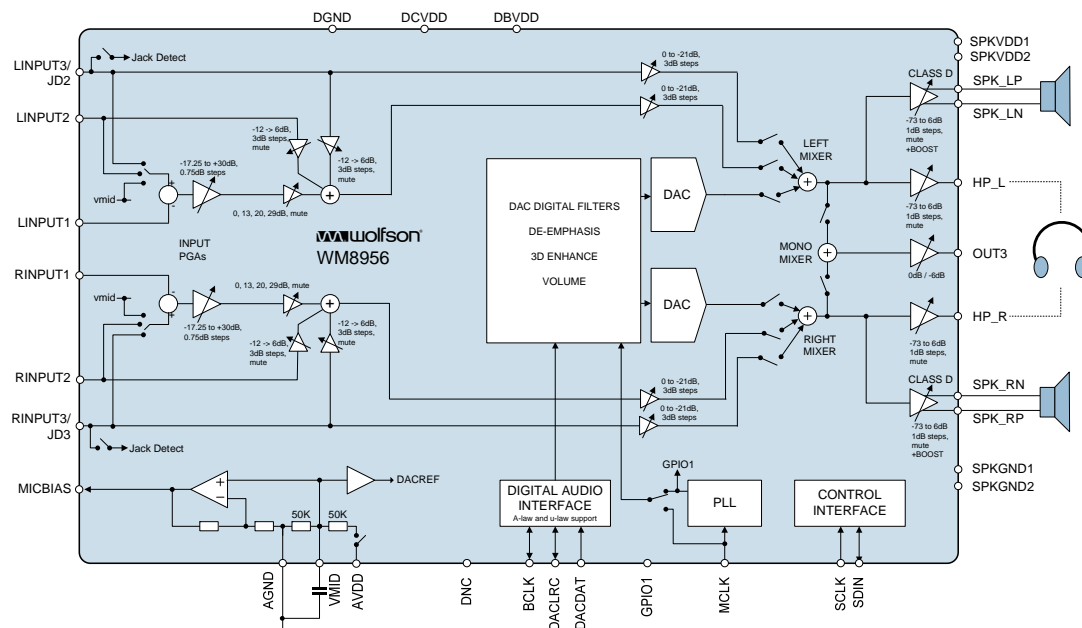 DGND
DCVDD
DBVDD
LINPUT3/
JD2
Jack Detect
LINPUT2
-12 -> 6dB,
3dB steps,
mute
-12 -> 6dB,
3dB steps,
mute
-17.25 to +30dB,
0.75dB steps
+
-
vmid
0, 13, 20, 29dB, mute
+
LINPUT1
INPUT
PGAs
wolfson
WM8956
RINPUT1
vmid
-
+
0, 13, 20, 29dB, mute
+
-17.25 to +30dB,
0.75dB steps
-12 -> 6dB,
3dB steps,
mute
-12 -> 6dB,
3dB steps,
mute
RINPUT2
RINPUT3/
JD3
Jack Detect
MICBIAS
+
-
DACREF
50K
50K
AGND
VMID
AVDD
0 to -21dB,
3dB steps
0 to -21dB,
3dB steps
DAC DIGITAL FILTERS
DE-EMPHASIS
3D ENHANCE
VOLUME
DAC
DAC
0 to -21dB,
3dB steps
0 to -21dB,
3dB steps
LEFT
MIXER
+
MONO
MIXER
+
+
RIGHT
MIXER
DIGITAL AUDIO
INTERFACE
A-law and u-law support
GPIO1
PLL
CONTROL
INTERFACE
DNC
BCLK
DACLRC
DACDAT
GPIO1
MCLK
SCLK
SDIN
SPKVDD1
SPKVDD2
CLASS D
SPK_LP
SPK_LN
-73 to 6dB
1dB steps,
mute
+BOOST
HP_L
-73 to 6dB
1dB steps,
mute
OUT3
0dB / -6dB
HP_R
-73 to 6dB
1dB steps,
mute
CLASS D
SPK_RN
SPK_RP
-73 to 6dB
1dB steps,
mute
+BOOST
SPKGND1
SPKGND2